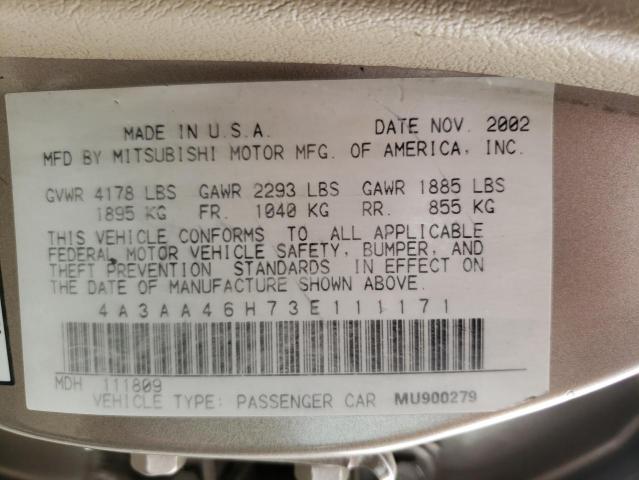 MADE IN U.S.A. DATE NOV. 2002
MFD BY MITSUBISHI MOTOR MFG. OF AMERICA, INC.
GVWR 4178 LBS GAWR 2293 LBS GAWR 1885 LBS
1895 KG FR. 1040 KG RR. 855 KG
THIS VEHICLE CONFORMS TO ALL APPLICABLE
FEDERAL MOTOR VEHICLE SAFETY, BUMPER, AND
THEFT PREVENTION STANDARDS IN EFFECT ON
THE DATE OF MANUFACTURE SHOWN ABOVE.
4A3AA46H73E111171
MDH 111809
VEHICLE TYPE: PASSENGER CAR MU900279